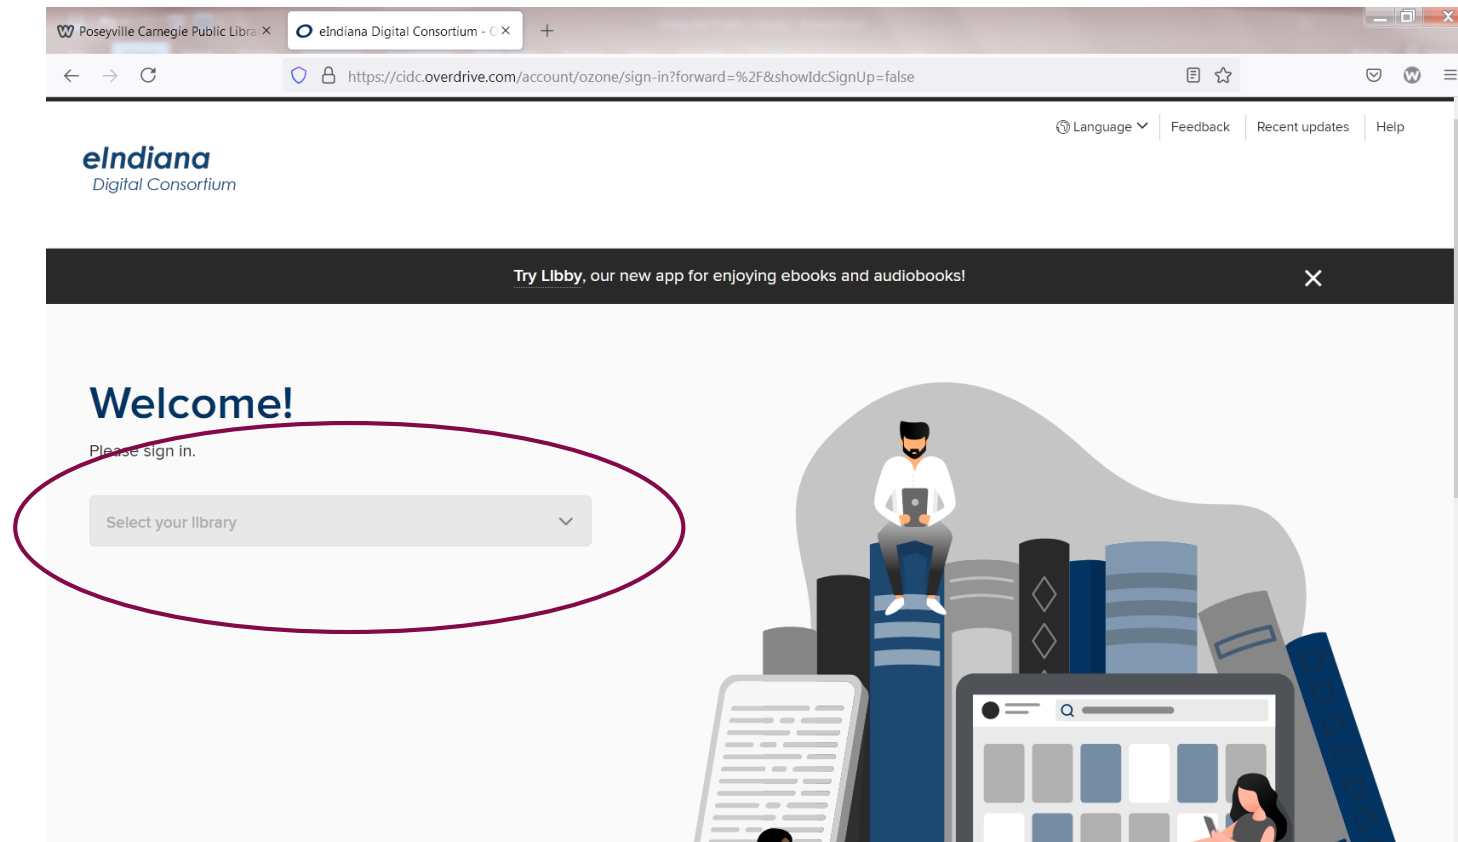 Poseyville Carnegie Public Libra
eIndiana Digital Consortium - O
https://cidc.overdrive.com/account/ozone/sign-in?forward=%2F&showIdcSignUp=false
Language
Feedback
Recent updates
Help
eIndiana
Digital Consortium
Try LIbby, our new app for enjoying ebooks and audiobooks!
Welcome!
Please sign in.
Select your lIbrary